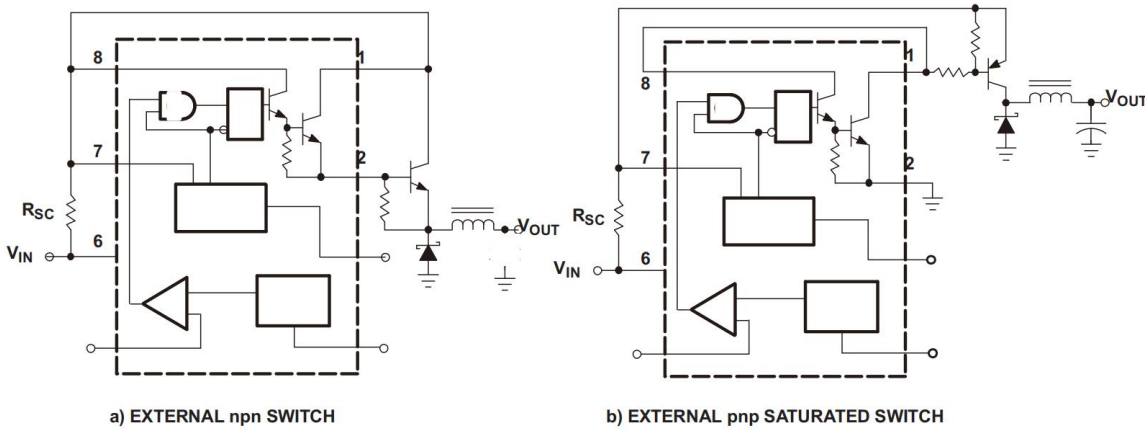 8
1
7
2
RSC
VIN
6
VOUT
a) EXTERNAL npn SWITCH
8
1
7
2
RSC
VIN
6
VOUT
b) EXTERNAL pnp SATURATED SWITCH